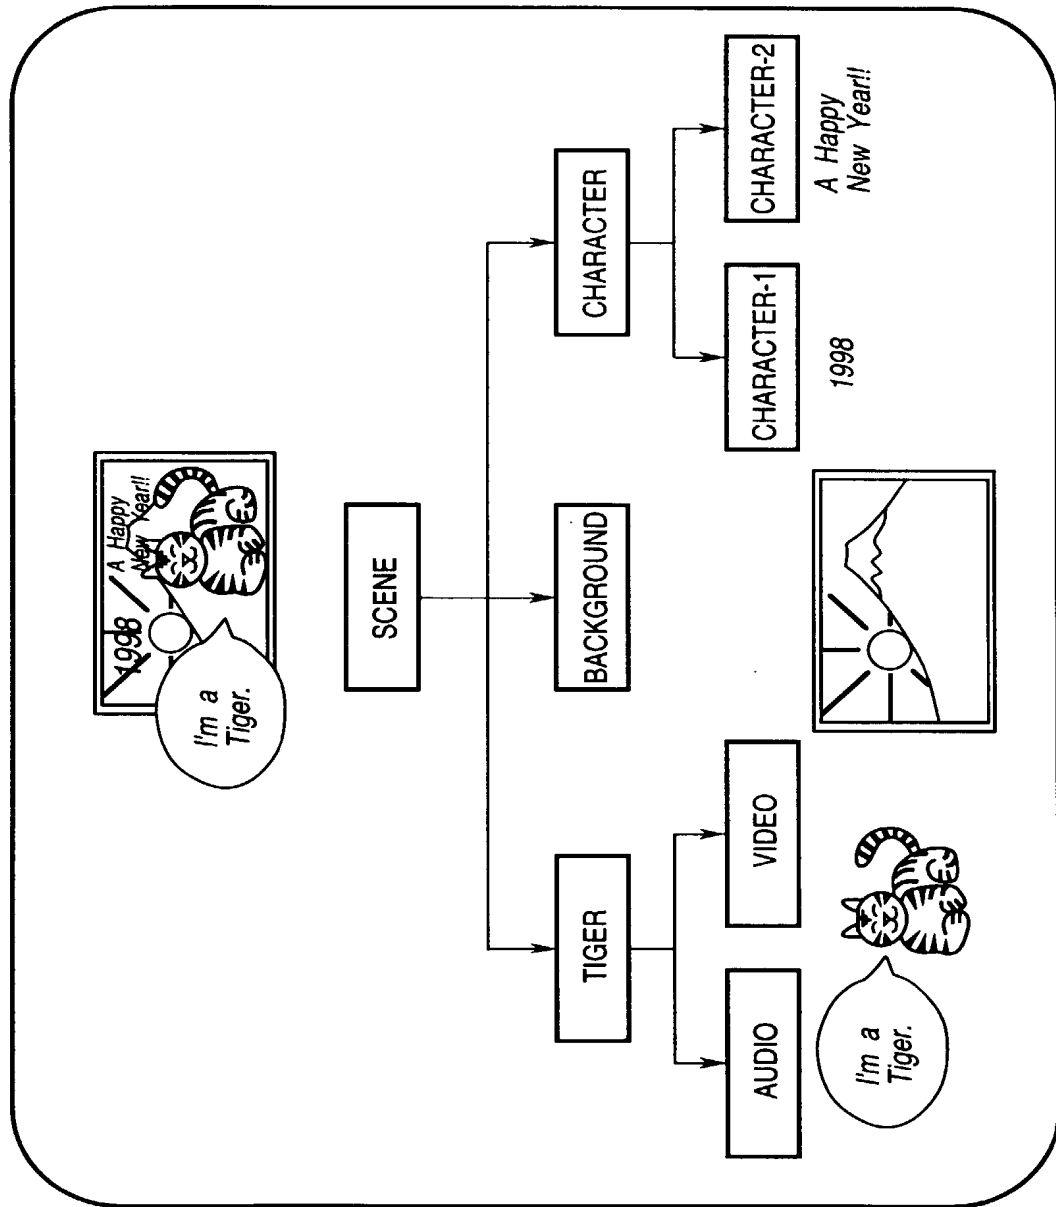 1998
A Happy
New Year!!
I'm a
Tiger.
SCENE
TIGER
BACKGROUND
CHARACTER
AUDIO
VIDEO
CHARACTER-1
CHARACTER-2
I'm a
Tiger.
1998
A Happy
New Year!!